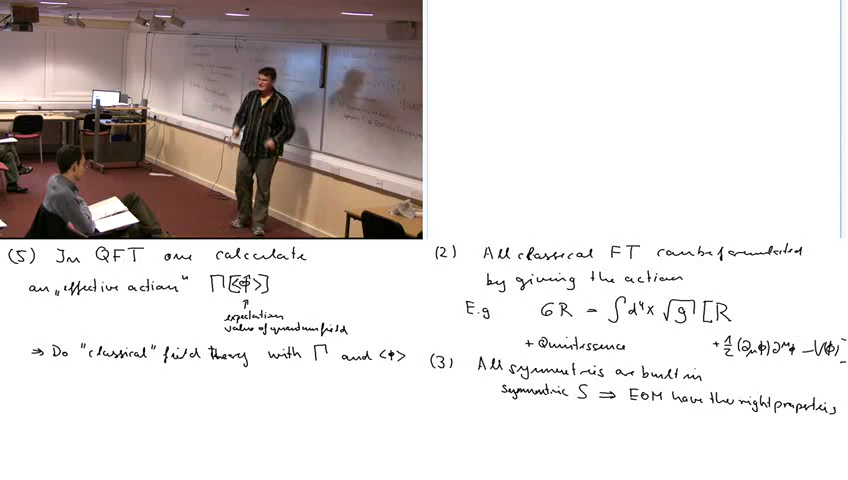 (5) In QFT one calculate
an „effective action“ Γ[<ϕ>]
↑
expectation
value of quantum field
⇒ Do "classical" field theory with Γ and <ϕ>
(2) All classical FT can be formulated
by giving the action
E.g GR = ∫d⁴x √g [R
+ Quintessence + 1/2 (∂μϕ)∂^μϕ - V(ϕ)]
(3) All symmetries are built in
symmetric S ⇒ EOM have the right properties